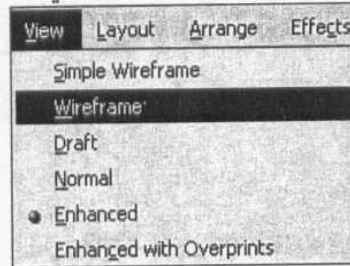 View Layout Arrange Effects
Simple Wireframe
Wireframe
Draft
Normal
Enhanced
Enhanced with Overprints